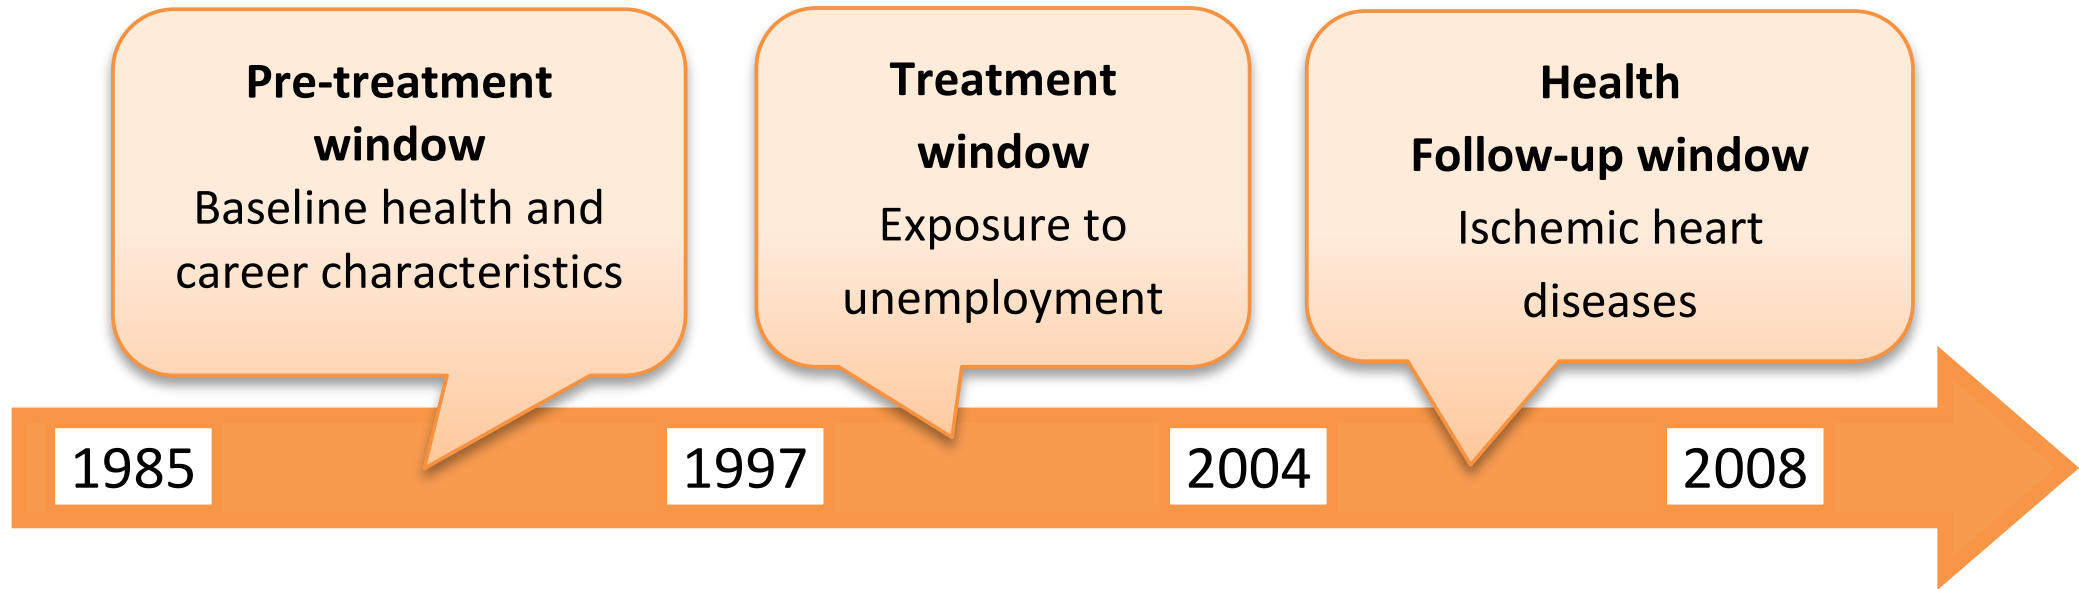 Pre-treatment
window
Baseline health and
career characteristics
Treatment
window
Exposure to
unemployment
Health
Follow-up window
Ischemic heart
diseases
1985
1997
2004
2008